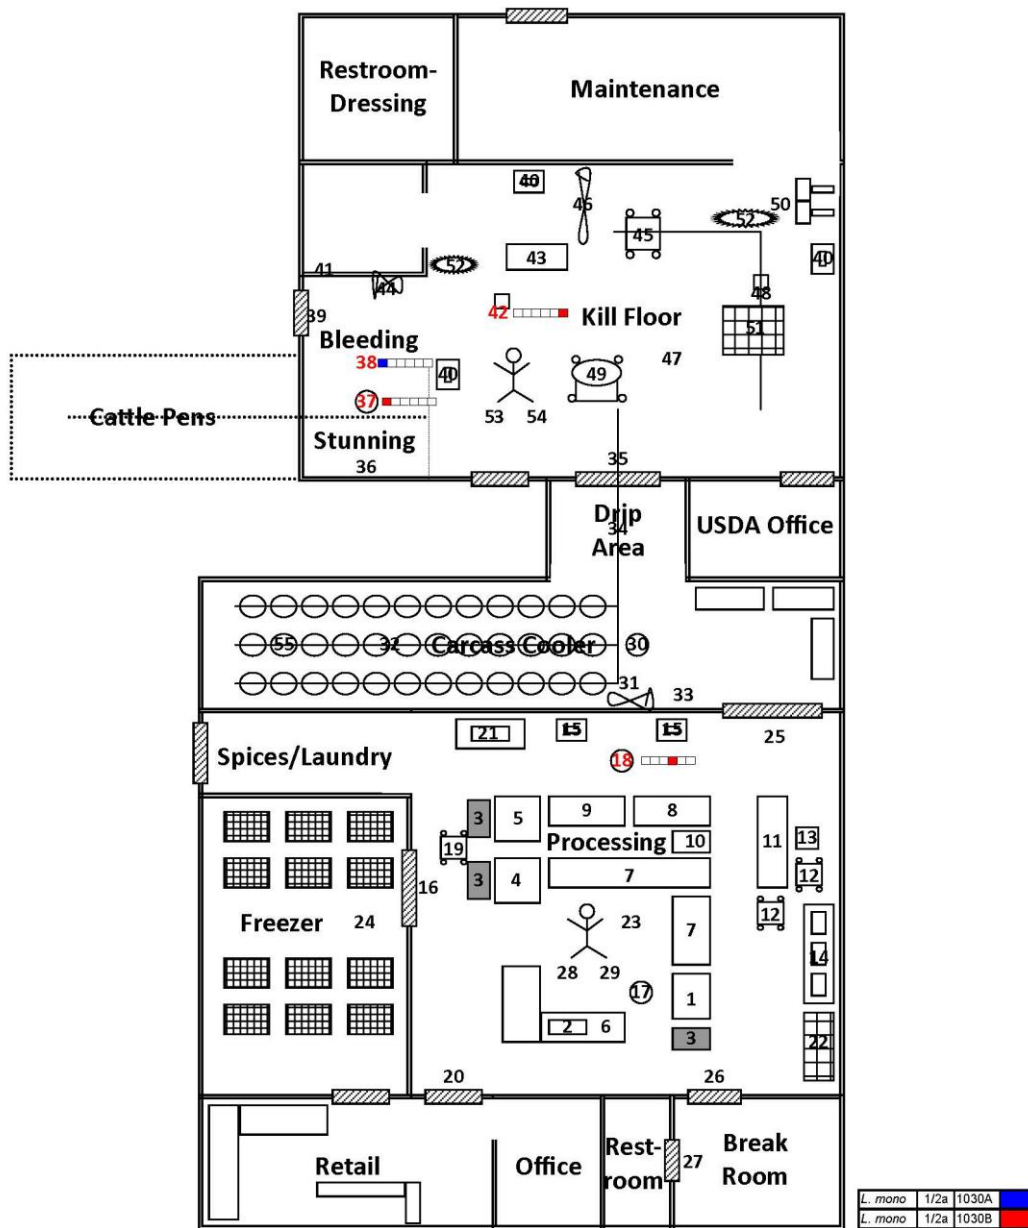 Restroom-
Dressing
Maintenance
40
46
50
52
45
52
43
40
41
44
48
39
42
Kill Floor
51
Bleeding
38
40
47
49
Cattle Pens
37
53 54
Stunning
36
35
Drip
34
Area
USDA Office
55
32
Carcass Cooler
30
31
33
21
15
15
25
Spices/Laundry
18
3
5
9
8
19
Processing
10
11
13
16
3
4
7
12
12
Freezer
24
23
7
14
28 29
17
1
2
6
3
22
20
26
Retail
Office
Rest-
room
27
Break
Room
L. mono 1/2a 1030A
L. mono 1/2a 1030B